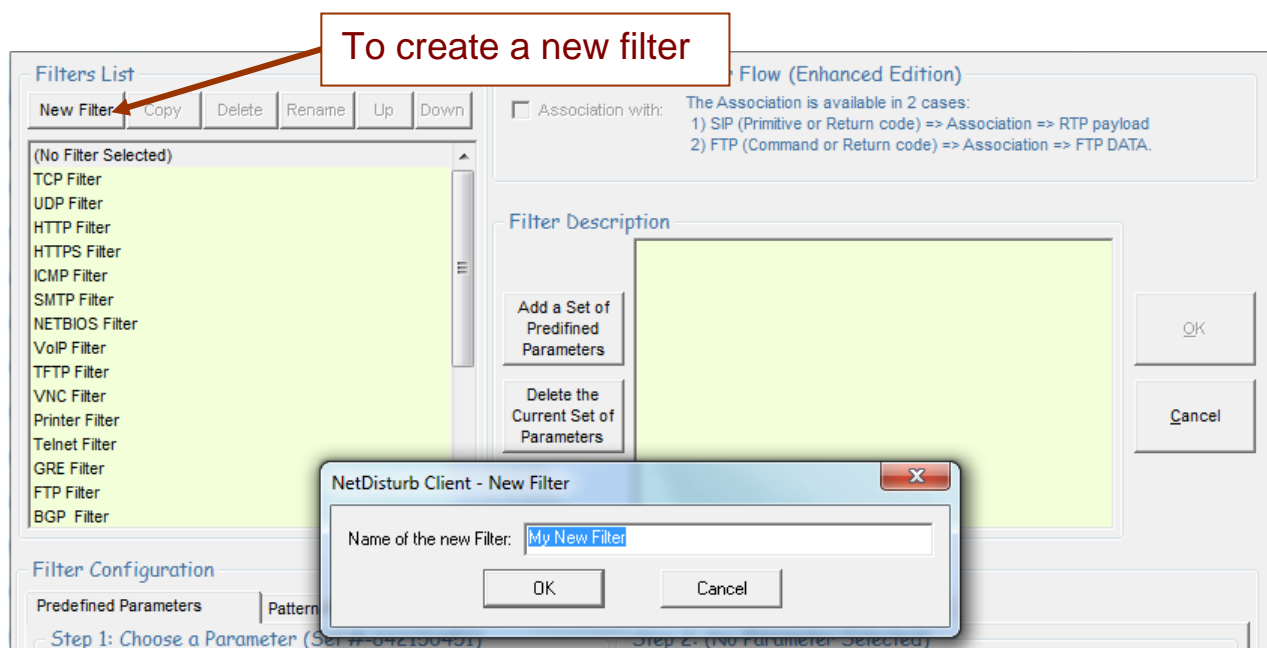 To create a new filter
Filters List
New Filter Copy Delete Rename Up Down
(No Filter Selected)
TCP Filter
UDP Filter
HTTP Filter
HTTPS Filter
ICMP Filter
SMTP Filter
NETBIOS Filter
VoIP Filter
TFTP Filter
VNC Filter
Printer Filter
Telnet Filter
GRE Filter
FTP Filter
BGP Filter
Flow (Enhanced Edition)
Association with:
The Association is available in 2 cases:
1) SIP (Primitive or Return code) => Association => RTP payload
2) FTP (Command or Return code) => Association => FTP DATA.
Filter Description
Add a Set of
Predifined
Parameters
Delete the
Current Set of
Parameters
OK
Cancel
NetDisturb Client - New Filter
Name of the new Filter: My New Filter
OK Cancel
Filter Configuration
Predefined Parameters
Pattern
Step 1: Choose a Parameter (Set
Step 2: (No Parameter Selected)